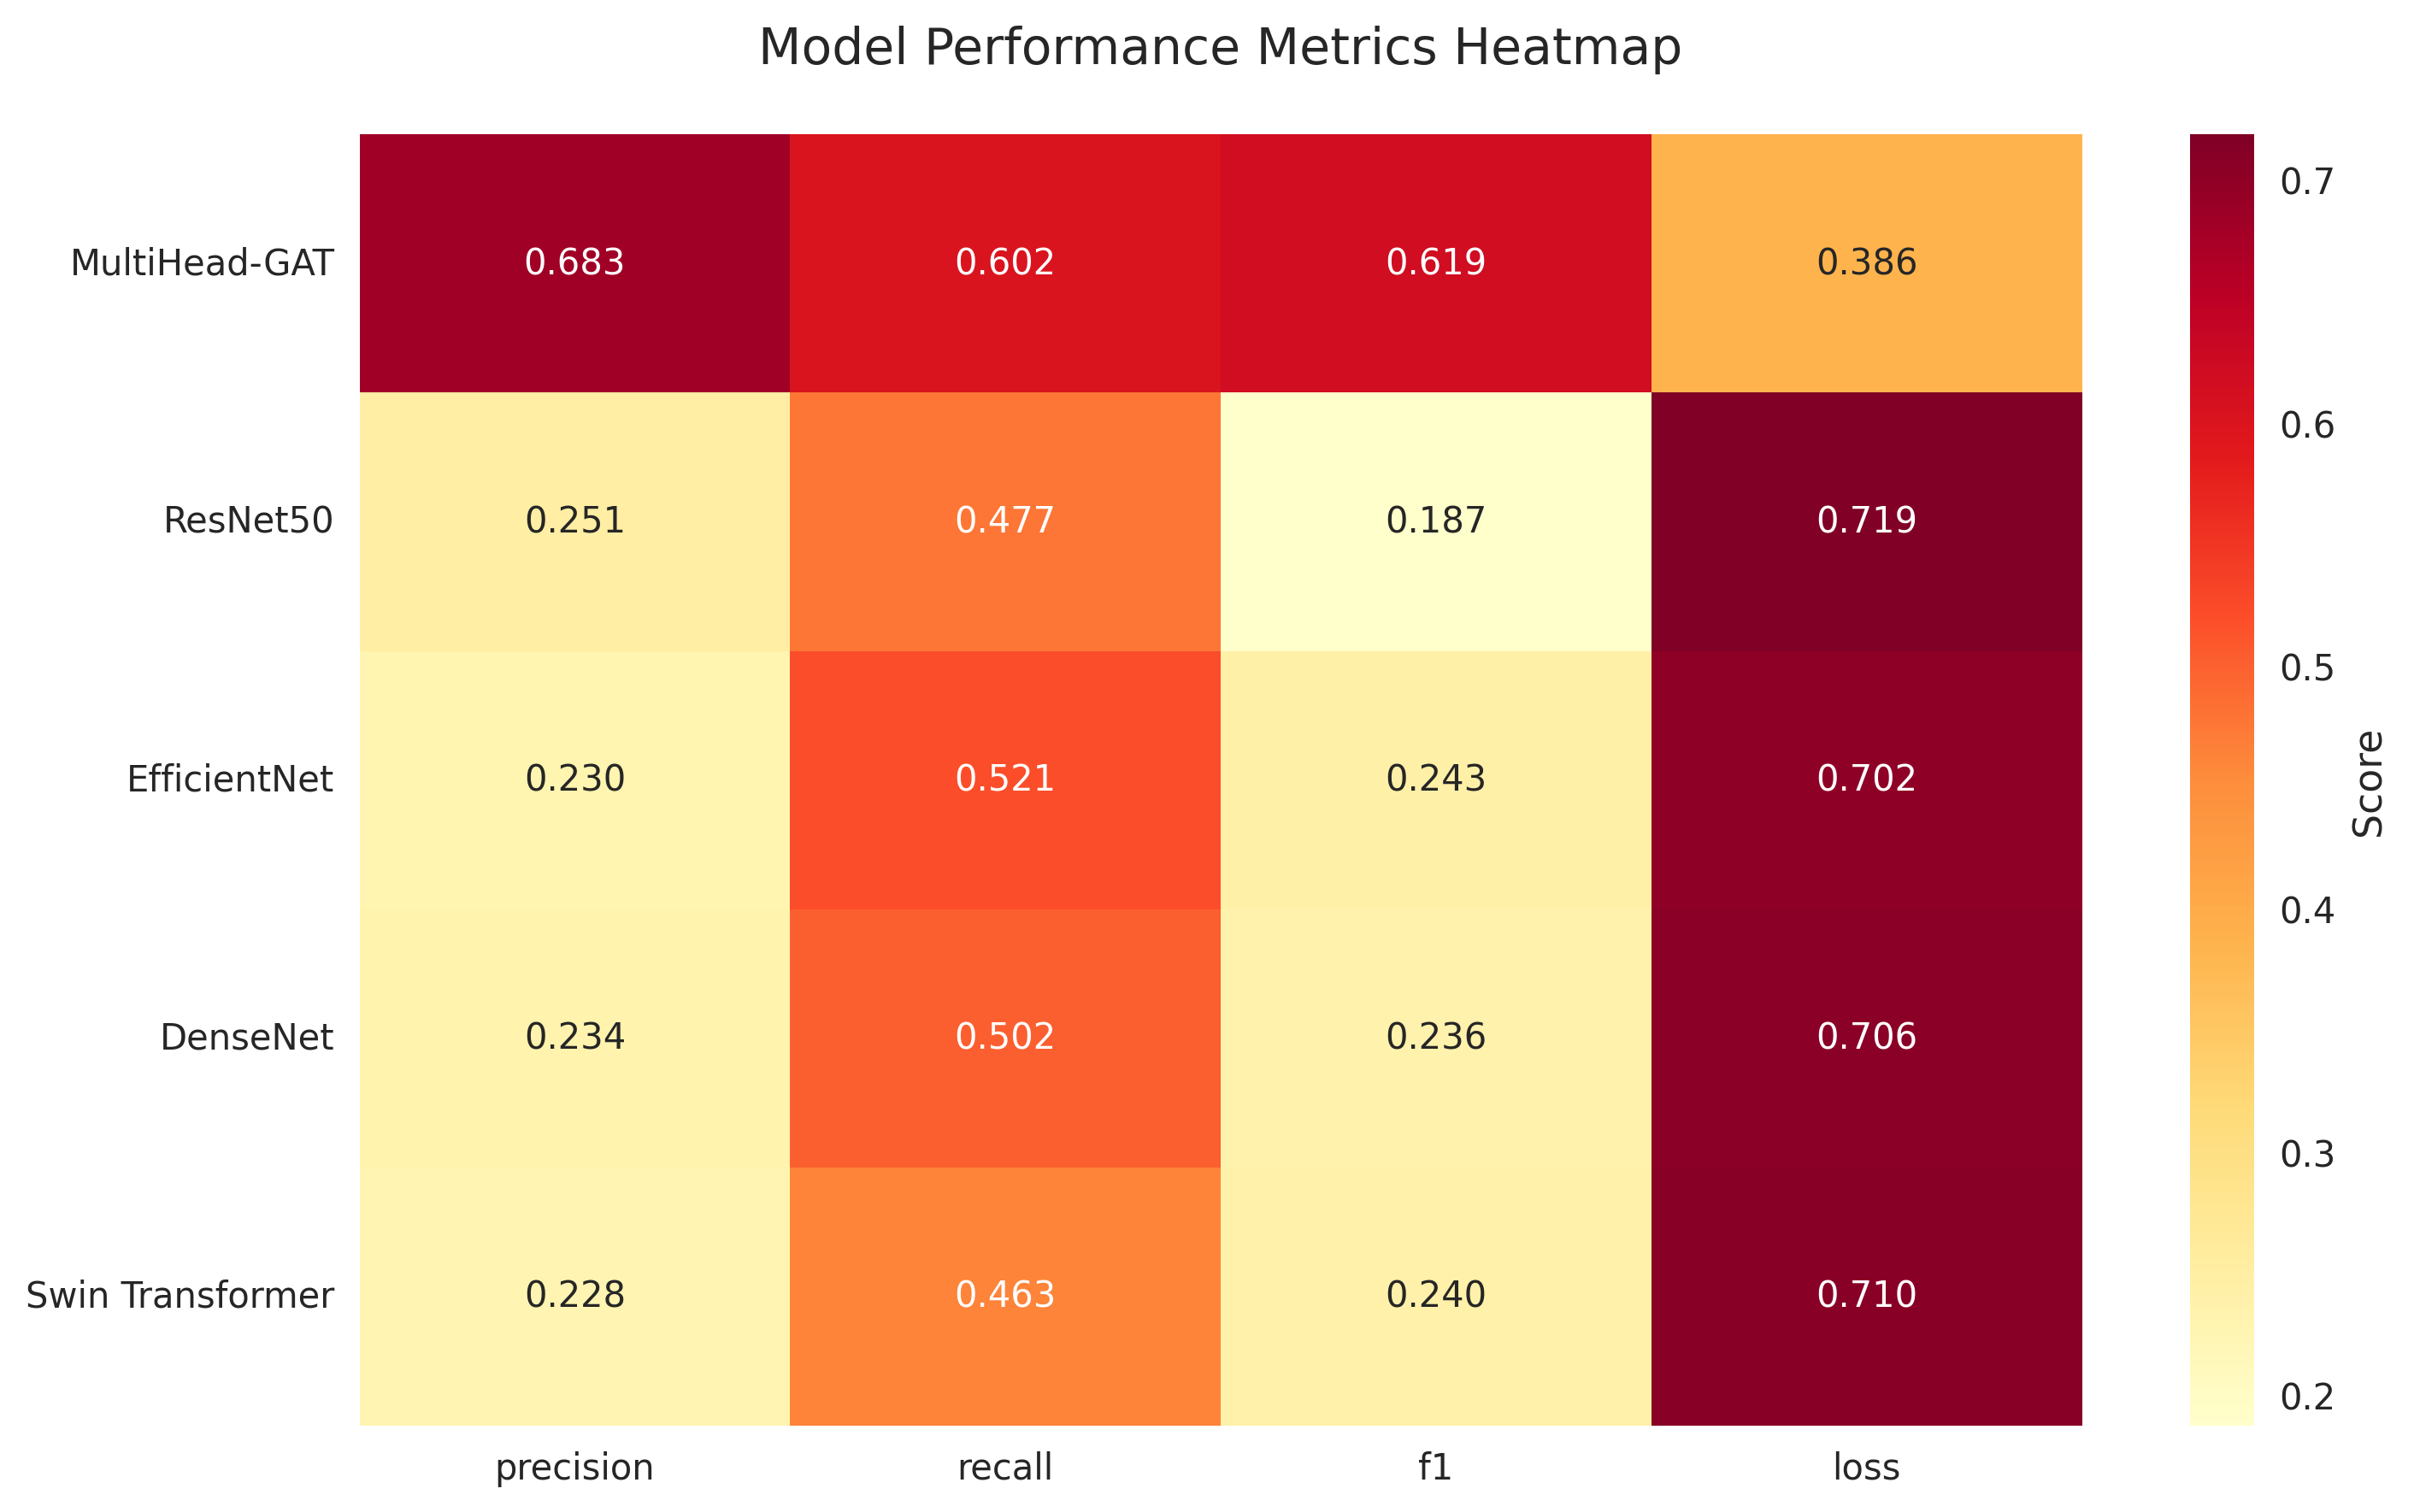 Model Performance Metrics Heatmap
MultiHead-GAT 0.683 0.602 0.619 0.386
ResNet50 0.251 0.477 0.187 0.719
EfficientNet 0.230 0.521 0.243 0.702
DenseNet 0.234 0.502 0.236 0.706
Swin Transformer 0.228 0.463 0.240 0.710
precision recall f1 loss
0.7
0.6
0.5
0.4
0.3
0.2
Score